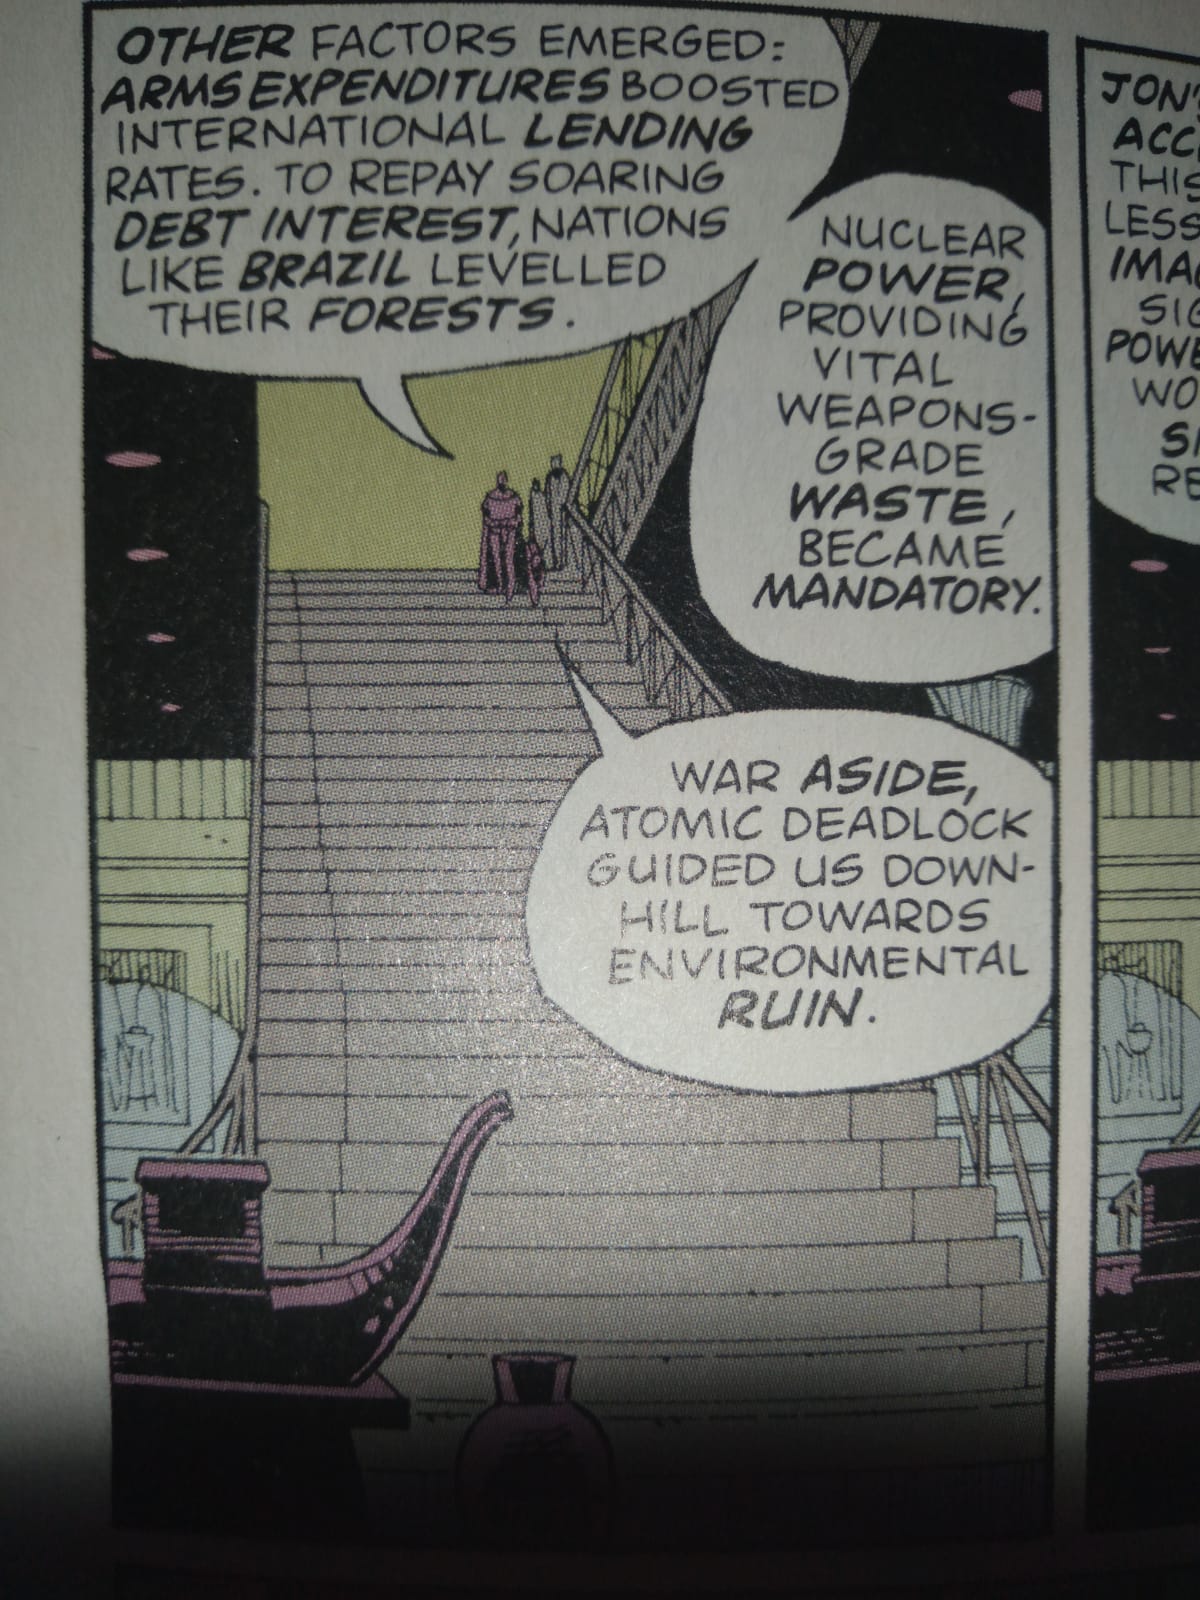 OTHER FACTORS EMERGED:
ARMS EXPENDITURES BOOSTED
INTERNATIONAL LENDING
RATES. TO REPAY SOARING
DEBT INTEREST, NATIONS
LIKE BRAZIL LEVELLED
THEIR FORESTS.
NUCLEAR
POWER,
PROVIDING
VITAL
WEAPONS-
GRADE
WASTE,
BECAME
MANDATORY.
WAR ASIDE,
ATOMIC DEADLOCK
GUIDED US DOWN-
HILL TOWARDS
ENVIRONMENTAL
RUIN.
JON'
THIS